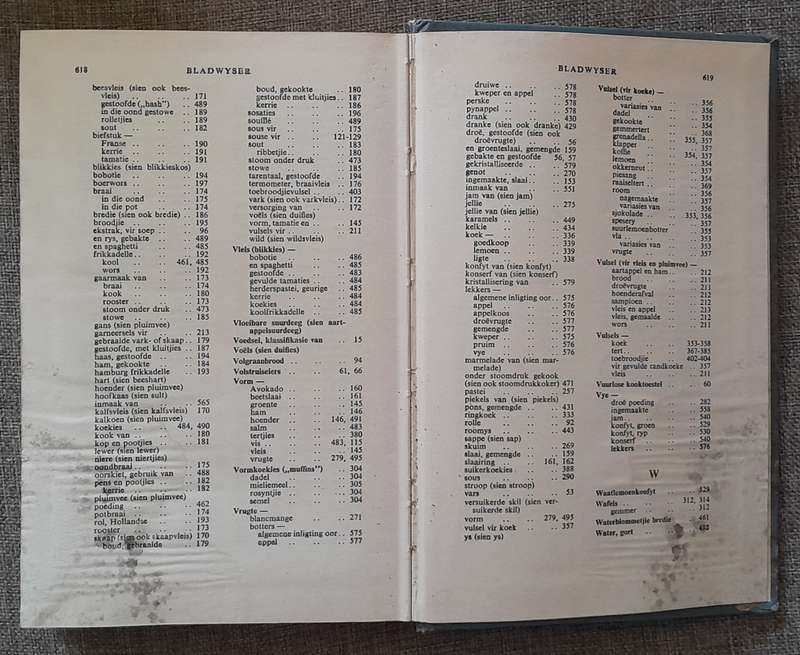 618
BLADWYSER
beesvleis (sien ook bees-
vleis) .. .. .. 171
gestoofde („hash") .. 489
in die oond gestowe .. 189
rolletjies .. .. 189
sout .. .. .. 182
biefstuk —
Franse .. .. .. 190
kerrie .. .. .. 191
tamatie .. .. .. 191
blikkies (sien blikkieskos)
bobotie .. .. .. 194
boerwors .. .. .. 197
braai .. .. .. 174
in die oond .. .. 175
in die pot .. .. 174
bredie (sien ook bredie) .. 186
broodjie .. .. .. 195
ekstrak, vir soep .. .. 96
en rys, gebakte .. .. 489
en spaghetti .. .. 485
frikkadelle .. .. .. 192
kool .. .. 461, 485
wors .. .. .. 192
gaarmaak van .. .. 173
braai .. .. .. 174
kook .. .. .. 180
rooster .. .. .. 173
stoom onder druk .. 473
stowe .. .. .. 185
gans (sien pluimvee)
garneersels vir .. .. 213
gebraaide vark- of skaap .. 179
gestoofde, met kluitjies .. 187
haas, gestoofde .. .. 194
ham, gekookte .. .. 184
hamburg frikkadelle .. 193
hart (sien beeshart)
hoender (sien pluimvee)
hoofkaas (sien sult)
inmaak van .. .. 565
kalfsvleis (sien kalfsvleis) 170
kalkoen (sien pluimvee)
koekies .. .. 484, 490
kook van .. .. .. 180
kop en pootjies .. .. 181
lewer (sien lewer)
niere (sien niertjies)
oondbraai .. .. .. 175
oorskiet, gebruik van .. 488
pens en pootjies .. .. 182
kerrie .. .. .. 182
pluimvee (sien pluimvee)
poeding .. .. .. 462
potbraai .. .. .. 174
rol, Hollandse .. .. 193
rooster .. .. .. 173
skaap (sien ook skaapvleis) 170
boud, gebraaide .. 179
boud, gekookte .. 180
gestoofde met kluitjies .. 187
kerrie .. .. .. 186
sosaties .. .. .. 196
soufflé .. .. .. 489
sous vir .. .. .. 175
souse vir .. .. 121-129
sout .. .. .. 183
ribbetjie .. .. .. 180
stoom onder druk .. 473
stowe .. .. .. 185
tarentaal, gestoofde .. 194
termometer, braaivleis .. 176
toebroodjievulsel .. .. 403
vark (sien ook varkvleis) .. 172
versorging van .. .. 172
voëls (sien duifies)
vorm, tamatie en .. .. 145
vulsel vir .. .. .. 211
wild (sien wildsvleis)
Vleis (blikkies) —
bobotie .. .. .. 486
en spaghetti .. .. 485
gestoofde .. .. .. 483
gevulde tamaties .. .. 484
herderspastei, geurige .. 485
kerrie .. .. .. 484
koekies .. .. .. 484
koolfrikkadelle .. .. 485
Vloeibare suurdeeg (sien aart-
appelsuurdeeg)
Voedsel, klassifikasie van .. 15
Voëls (sien duifies)
Volgraanbrood .. .. .. 94
Volstruiseiers .. .. 61, 66
Vorm —
Avokado .. .. .. 160
beetslaai .. .. .. 161
groente .. .. .. 145
ham .. .. .. 146
hoender .. .. 146, 491
salm .. .. .. 483
tertjies .. .. .. 380
vis .. .. .. 483, 115
vleis .. .. .. 145
vrugte .. .. 279, 495
Vormkoekies („muffins") .. 304
dadel .. .. .. 304
mieliemeel .. .. .. 305
rosyntjie .. .. .. 304
semel .. .. .. 304
Vrugte —
blancmange .. .. 271
botters —
algemene inligting oor .. 575
appel .. .. .. 577
BLADWYSER
619
druiwe .. .. .. 578
kweper en appel .. 578
perske .. .. .. 578
pynappel .. .. .. 578
drank .. .. .. 430
dranke (sien ook dranke) 429
droë, gestoofde (sien ook
droëvrugte) .. .. 56
en groenteslaai, gemengde 159
gebakte en gestoofde 56, 57
gekristalliseerde .. .. 579
genot .. .. .. 270
ingemaakte, slaai .. .. 153
inmaak van .. .. 551
jam van (sien jam)
jellie .. .. .. 275
jellie van (sien jellie)
karamels .. .. .. 449
kelkie .. .. .. 434
koek — .. .. .. 336
goedkoop .. .. 339
lemoen .. .. .. 339
ligte .. .. .. 338
konfyt van (sien konfyt)
konserf van (sien konserf)
kristallisering van .. 579
lekkers —
algemene inligting oor .. 575
appel .. .. .. 576
appelkoos .. .. 576
droëvrugte .. .. 577
gemengde .. .. 577
kweper .. .. .. 575
pruim .. .. .. 576
vye .. .. .. 576
marmelade van (sien mar-
melade)
onder stoomdruk gekook
(sien ook stoomdrukkoker) 471
pastei .. .. .. 257
piekels van (sien piekels)
pons, gemengde .. .. 431
ringkoek .. .. .. 333
rolle .. .. .. 92
roomys .. .. .. 443
sappe (sien sap)
skuim .. .. .. 269
slaai, gemengde .. .. 159
slaairing .. .. 161, 162
suikerkoekies .. .. 388
sous .. .. .. 290
stroop (sien stroop)
vars .. .. .. 53
versuikerde skil (sien ver-
suikerde skil)
vorm .. .. 279, 495
vulsel vir koek .. .. 357
ys (sien ys)
Vulsel (vir koeke) —
botter .. .. .. 356
variasies van .. .. 356
dadel .. .. .. 354
gekookte .. .. .. 355
gemmertert .. .. .. 368
grenadella .. .. 355, 357
klapper .. .. .. 357
koffie .. .. 354, 357
lemoen .. .. .. 354
okkerneut .. .. .. 357
piesang .. .. .. 354
raaiseltert .. .. .. 369
room .. .. .. 356
nagemaakte .. .. 357
variasies van .. .. 356
sjokolade .. .. 353, 356
spesery .. .. .. 357
suurlemoenbotter .. 355
vla .. .. .. 353
variasies van .. .. 353
vrugte .. .. .. 357
Vulsel (vir vleis en pluimvee) —
aartappel en ham .. .. 212
brood .. .. .. 211
droëvrugte .. .. .. 211
hoenderafval .. .. 212
sampioen .. .. .. 212
vleis en appel .. .. 213
vleis, gemaalde .. .. 212
wors .. .. .. 211
Vulsels —
koek .. .. 353-358
tert .. .. .. 367-385
toebroodjie .. .. 402-404
vir gevulde randkoeke .. 357
vleis .. .. .. 211
Vuurlose kooktoestel .. 60
Vye —
droë poeding .. .. 282
ingemaakte .. .. 558
jam .. .. .. 540
konfyt, groen .. .. 529
konfyt, ryp .. .. 530
konserf .. .. .. 540
lekkers .. .. .. 576
W
Waatlemoenkonfyt .. .. 529
Wafels .. .. .. 312, 314
gemmer .. .. .. 312
Waterblommetjie bredie .. 461
Water, gort .. .. .. 432